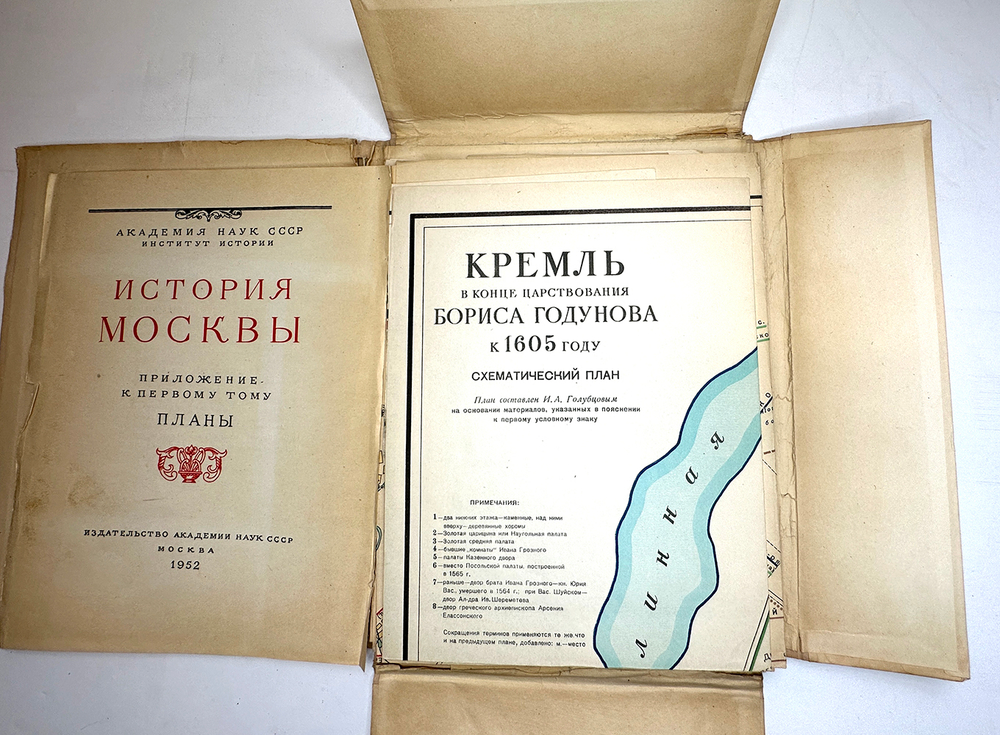 АКАДЕМИЯ НАУК СССР
ИНСТИТУТ ИСТОРИИ
ИСТОРИЯ
МОСКВЫ
ПРИЛОЖЕНИЕ
К ПЕРВОМУ ТОМУ
ПЛАНЫ
ИЗДАТЕЛЬСТВО АКАДЕМИИ НАУК СССР
МОСКВА
1952
КРЕМЛЬ
В КОНЦЕ ЦАРСТВОВАНИЯ
БОРИСА ГОДУНОВА
К 1605 ГОДУ
СХЕМАТИЧЕСКИЙ ПЛАН
План составлен И. А. Голубцовым
на основании материалов, указанных в пояснении
к первому условному знаку
ПРИМЕЧАНИЯ:
1—два нижних этажа—каменные, над ними
вверху—деревянные хоромы
2—Золотая царицына или Наугольная палата
3—Золотая средняя палата
4—бывшие „комнаты" Ивана Грозного
5—палаты Казенного двора
6—вместо Посольской палаты, построенной
в 1565 г.
7—раньше—двор брата Ивана Грозного—кн. Юрия
Вас., умершего в 1564 г.; при Вас. Шуйском—
двор Ал-дра Ив. Шереметева
8—двор греческого архиепископа Арсения
Елассонского
Сокращения терминов применяются те же, что
и на предыдущем плане, добавлено: м.—место
линная